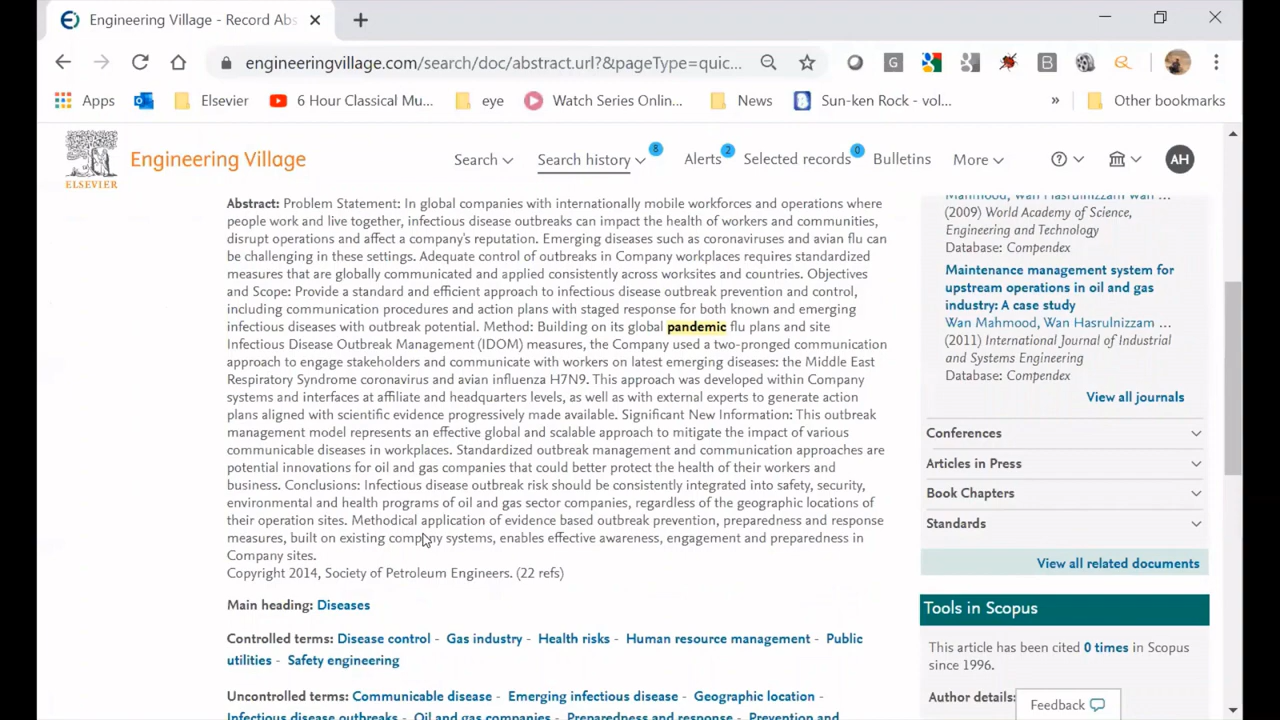 Engineering Village - Record Abs
engineeringvillage.com/search/doc/abstract.url?&pageType=quic...
Apps
Elsevier
6 Hour Classical Mu...
eye
Watch Series Onlin...
News
Sun-ken Rock - vol...
»
Other bookmarks
ELSEVIER
Engineering Village
Search
Search history
8
Alerts
2
Selected records
0
Bulletins
More
AH
Abstract: Problem Statement: In global companies with internationally mobile workforces and operations where
people work and live together, infectious disease outbreaks can impact the health of workers and communities,
disrupt operations and affect a company's reputation. Emerging diseases such as coronaviruses and avian flu can
be challenging in these settings. Adequate control of outbreaks in Company workplaces requires standardized
measures that are globally communicated and applied consistently across worksites and countries. Objectives
and Scope: Provide a standard and efficient approach to infectious disease outbreak prevention and control,
including communication procedures and action plans with staged response for both known and emerging
infectious diseases with outbreak potential. Method: Building on its global pandemic flu plans and site
Infectious Disease Outbreak Management (IDOM) measures, the Company used a two-pronged communication
approach to engage stakeholders and communicate with workers on latest emerging diseases: the Middle East
Respiratory Syndrome coronavirus and avian influenza H7N9. This approach was developed within Company
systems and interfaces at affiliate and headquarters levels, as well as with external experts to generate action
plans aligned with scientific evidence progressively made available. Significant New Information: This outbreak
management model represents an effective global and scalable approach to mitigate the impact of various
communicable diseases in workplaces. Standardized outbreak management and communication approaches are
potential innovations for oil and gas companies that could better protect the health of their workers and
business. Conclusions: Infectious disease outbreak risk should be consistently integrated into safety, security,
environmental and health programs of oil and gas sector companies, regardless of the geographic locations of
their operation sites. Methodical application of evidence based outbreak prevention, preparedness and response
measures, built on existing company systems, enables effective awareness, engagement and preparedness in
Company sites.
Copyright 2014, Society of Petroleum Engineers. (22 refs)
Main heading: Diseases
Controlled terms: Disease control - Gas industry - Health risks - Human resource management - Public
utilities - Safety engineering
Uncontrolled terms: Communicable disease - Emerging infectious disease - Geographic location -
Infectious disease outbreaks - Oil and gas companies - Preparedness and response - Prevention and
Mahmood, Wan Hasrulnizzam Wan ...
(2009) World Academy of Science,
Engineering and Technology
Database: Compendex
Maintenance management system for
upstream operations in oil and gas
industry: A case study
Wan Mahmood, Wan Hasrulnizzam ...
(2011) International Journal of Industrial
and Systems Engineering
Database: Compendex
View all journals
Conferences
Articles in Press
Book Chapters
Standards
View all related documents
Tools in Scopus
This article has been cited 0 times in Scopus
since 1996.
Author details:
Feedback